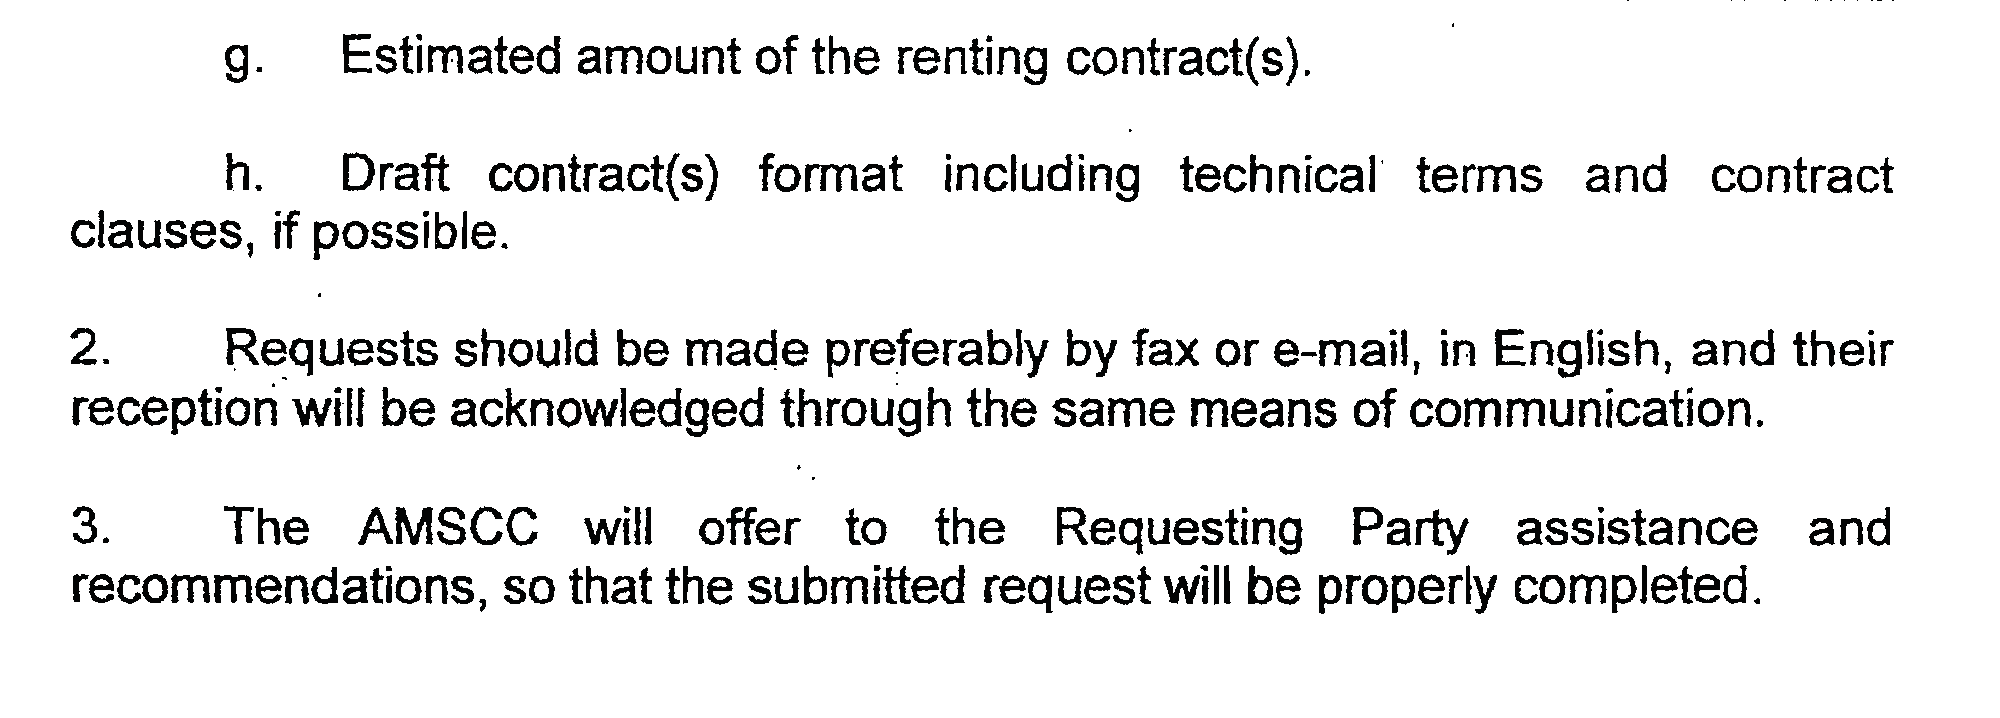 g. Estimated amount of the renting contract(s).
h. Draft contract(s) format including technical terms and contract
clauses, if possible.
2. Requests should be made preferably by fax or e-mail, in English, and their
reception will be acknowledged through the same means of communication.
3. The AMSCC will offer to the Requesting Party assistance and
recommendations, so that the submitted request will be properly completed.